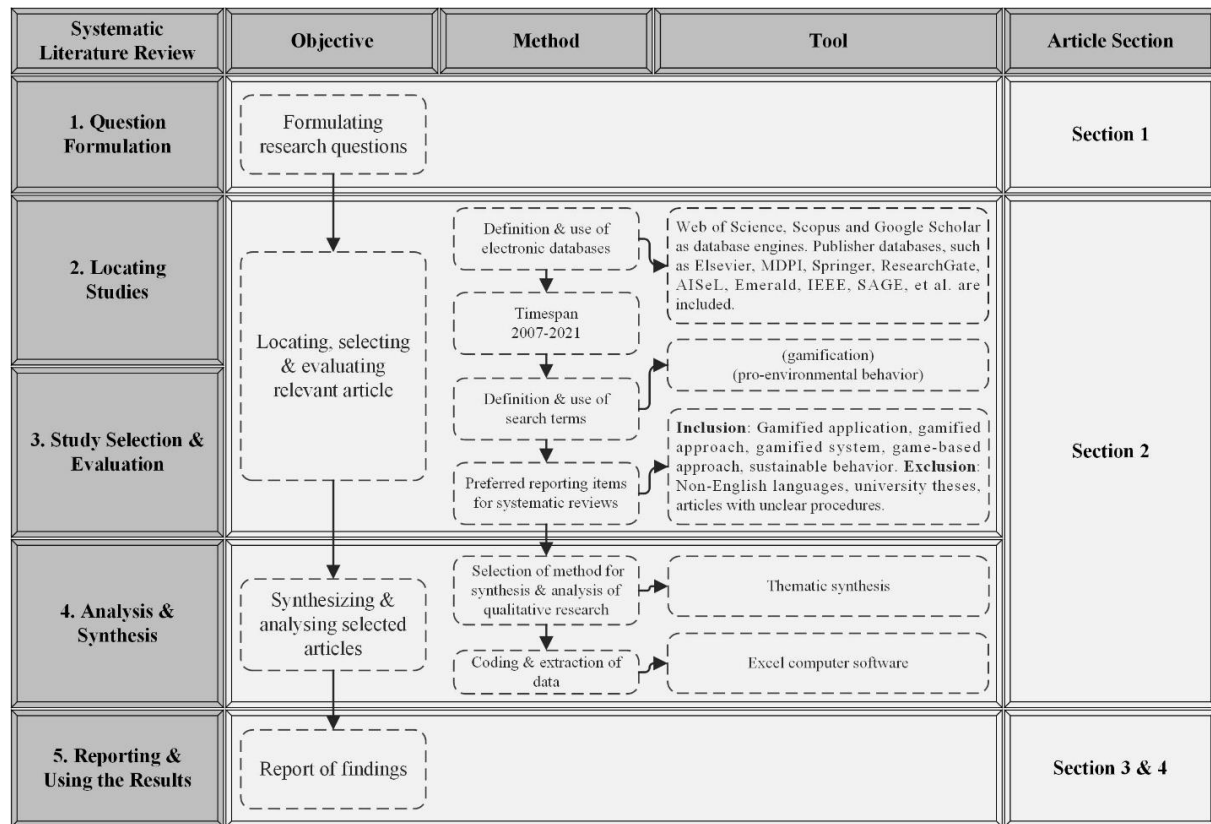 Systematic
Literature Review
Objective
Method
Tool
Article Section
1. Question
Formulation
Formulating
research questions
Section 1
2. Locating
Studies
3. Study Selection &
Evaluation
Locating, selecting
& evaluating
relevant article
Definition & use of
electronic databases
Web of Science, Scopus and Google Scholar
as database engines. Publisher databases, such
as Elsevier, MDPI, Springer, ResearchGate,
AISeL, Emerald, IEEE, SAGE, et al. are
included.
Timespan
2007-2021
Definition & use of
search terms
(gamification)
(pro-environmental behavior)
Preferred reporting items
for systematic reviews
Inclusion: Gamified application, gamified
approach, gamified system, game-based
approach, sustainable behavior. Exclusion:
Non-English languages, university theses,
articles with unclear procedures.
Section 2
4. Analysis &
Synthesis
Synthesizing &
analysing selected
articles
Selection of method for
synthesis & analysis of
qualitative research
Thematic synthesis
Coding & extraction of
data
Excel computer software
5. Reporting &
Using the Results
Report of findings
Section 3 & 4